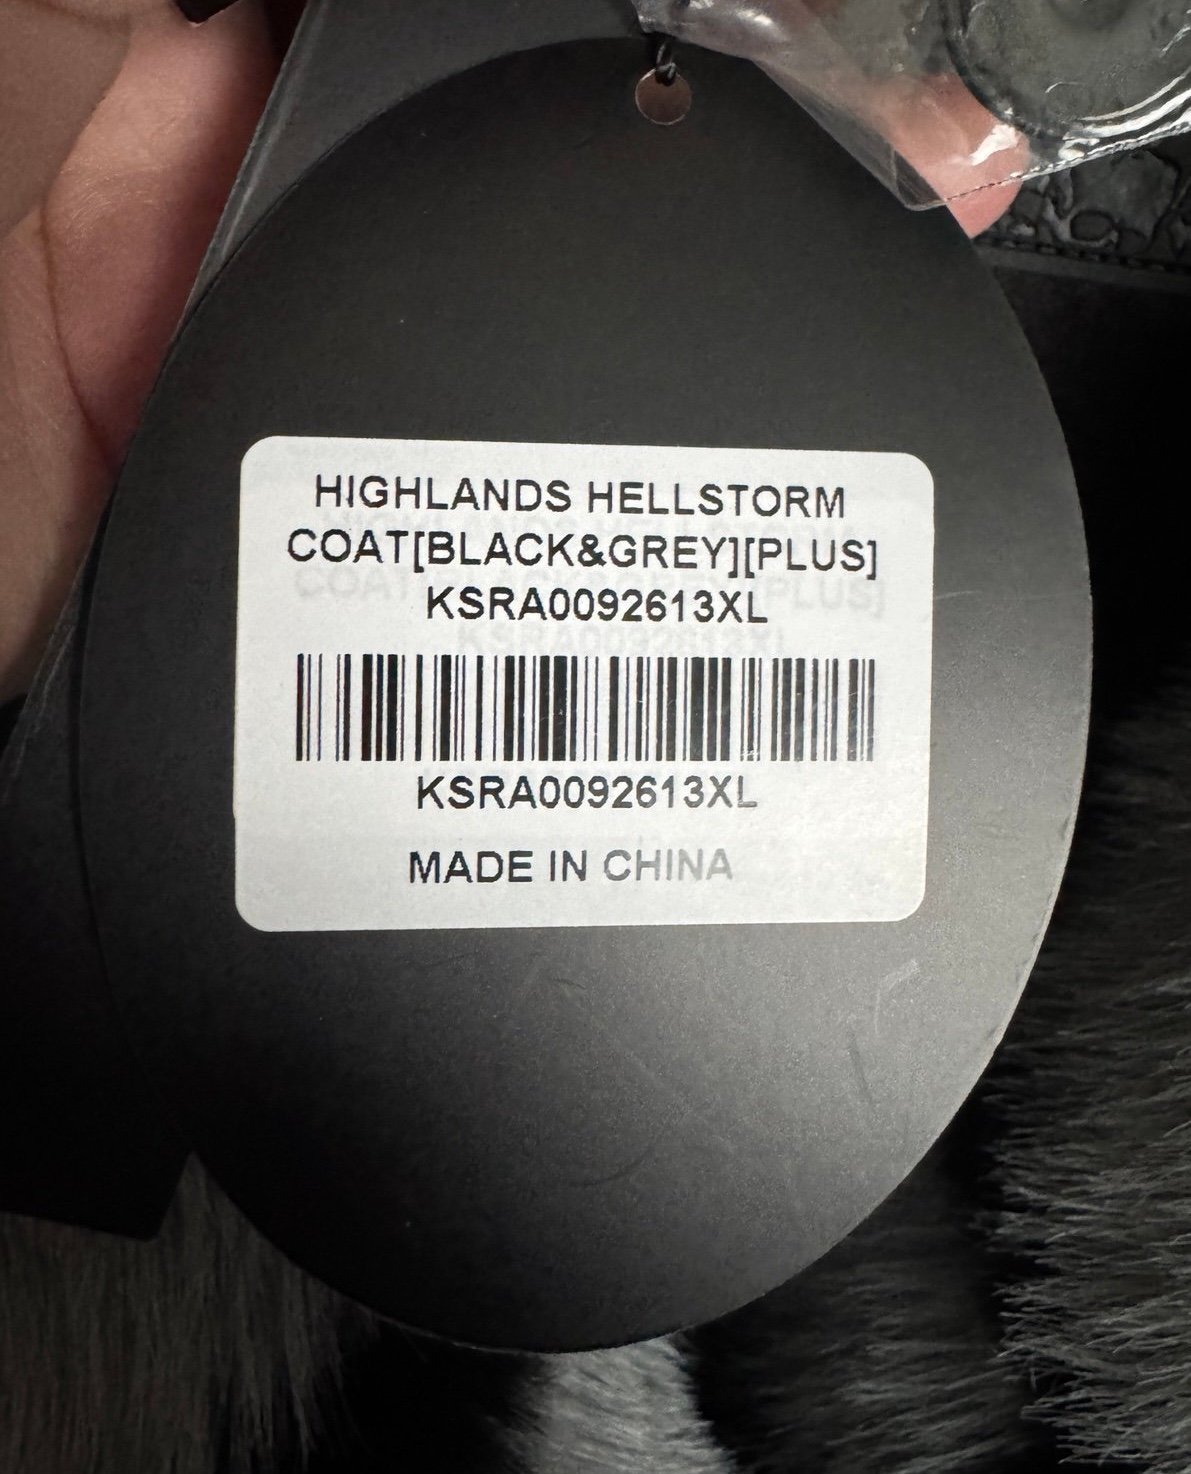 HIGHLANDS HELLSTORM
COAT[BLACK&GREY][PLUS]
KSRA0092613XL
KSRA0092613XL
MADE IN CHINA